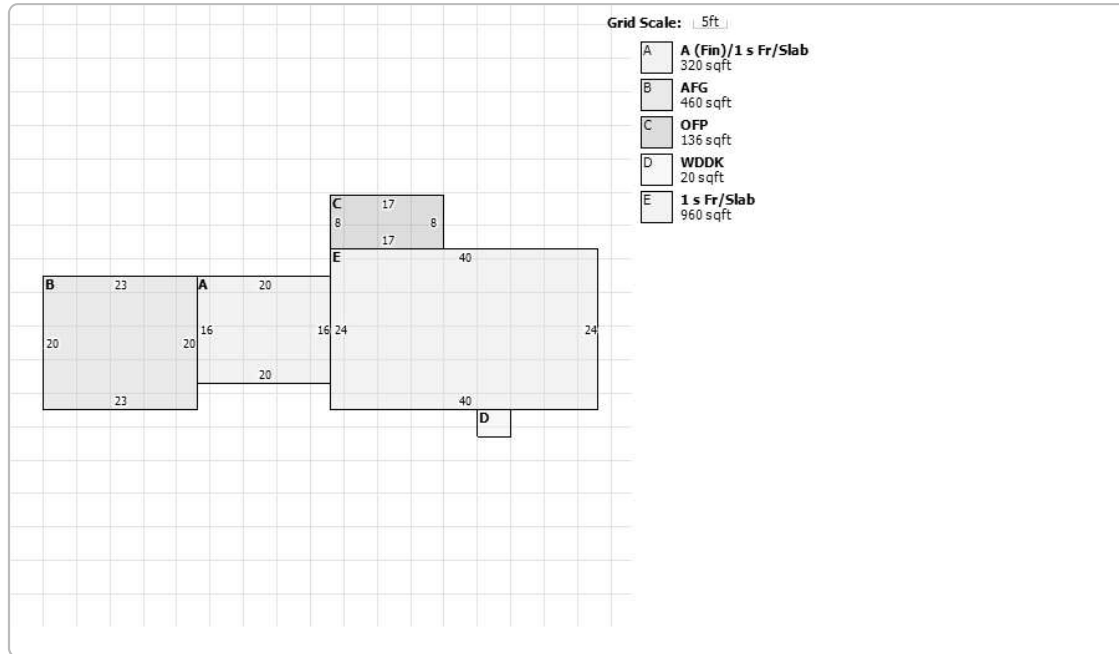 Grid Scale: 5ft
A A (Fin)/1 s Fr/Slab
320 sqft
B AFG
460 sqft
C OFP
136 sqft
D WDDK
20 sqft
E 1 s Fr/Slab
960 sqft
C 17
8 8
17
E 40
B 23 A 20
16 16 24 24
20 20
20
23 40
D